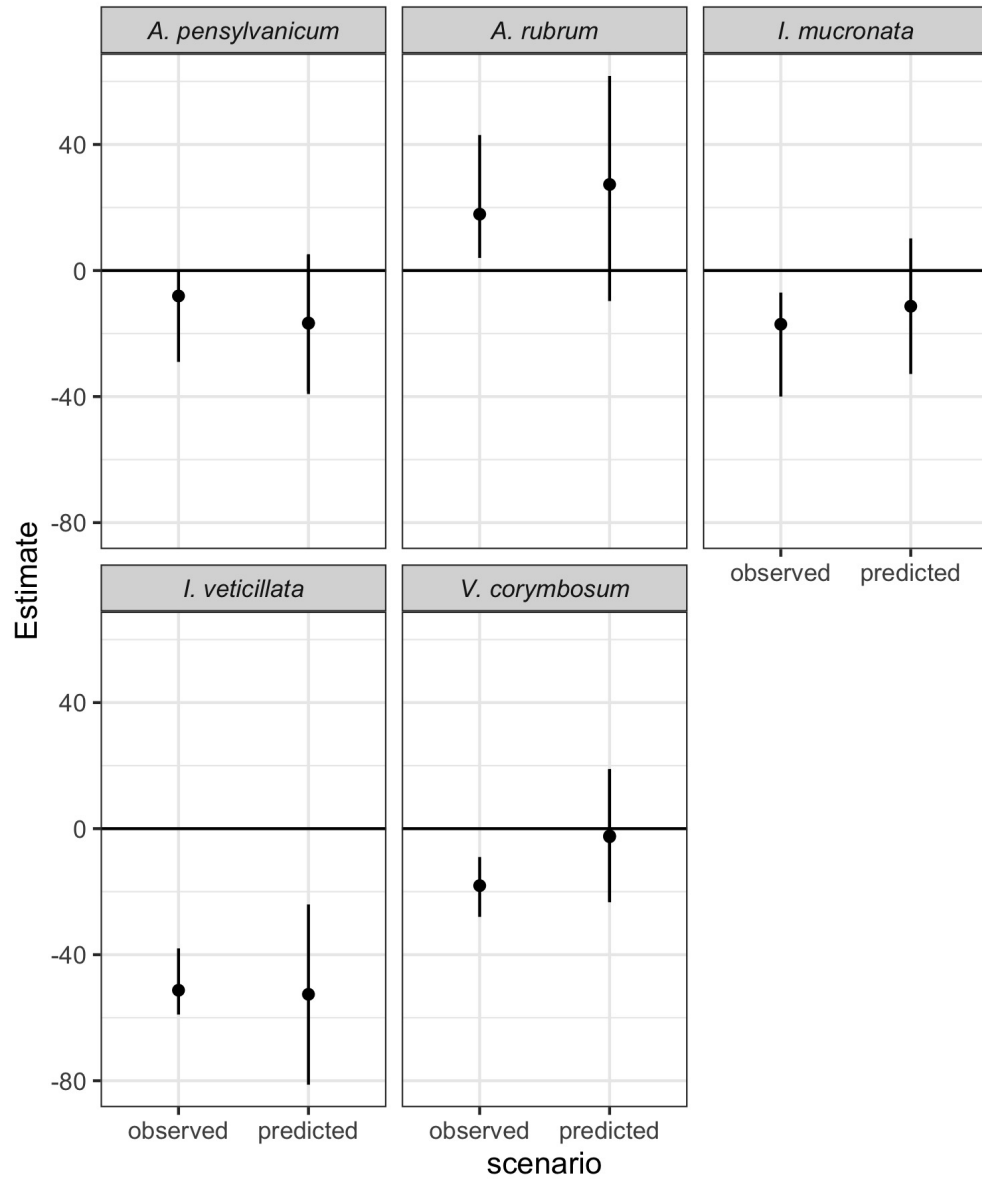 A. pensylvanicum
A. rubrum
I. mucronata
40
0
-40
-80
observed predicted
I. veticillata
V. corymbosum
40
0
-40
-80
observed predicted
observed predicted
scenario
Estimate